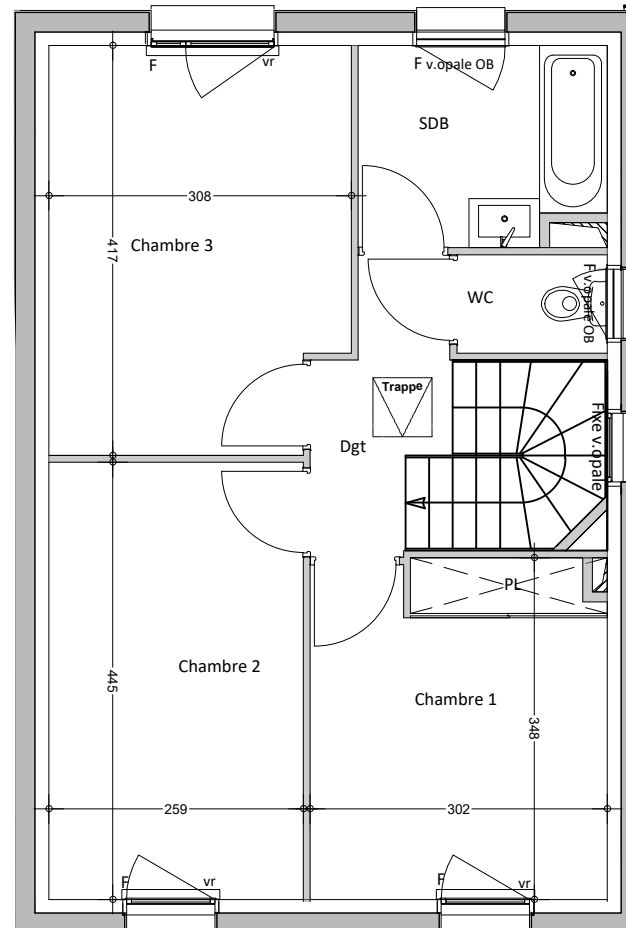 F
vr
F v.opale OB
SDB
308
417
Chambre 3
WC
F v.opale OB
Trappe
Dgt
Fixe v.opale
PL
Chambre 2
445
Chambre 1
348
259
302
F
vr
F
vr